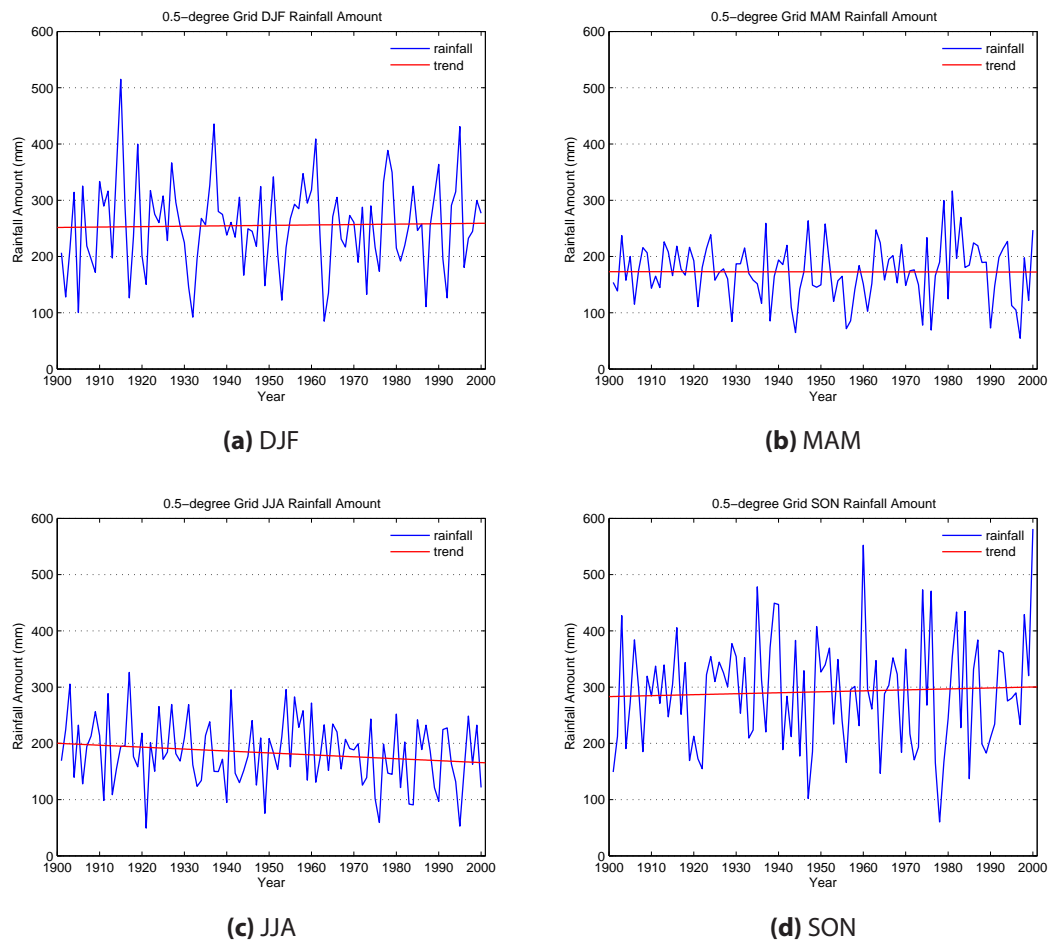 0.5−degree Grid DJF Rainfall Amount
600
500
400
300
200
100
0
Rainfall Amount (mm)
rainfall
trend
1900 1910 1920 1930 1940 1950 1960 1970 1980 1990 2000
Year
(a) DJF
0.5−degree Grid MAM Rainfall Amount
600
500
400
300
200
100
0
Rainfall Amount (mm)
rainfall
trend
1900 1910 1920 1930 1940 1950 1960 1970 1980 1990 2000
Year
(b) MAM
0.5−degree Grid JJA Rainfall Amount
600
500
400
300
200
100
0
Rainfall Amount (mm)
rainfall
trend
1900 1910 1920 1930 1940 1950 1960 1970 1980 1990 2000
Year
(c) JJA
0.5−degree Grid SON Rainfall Amount
600
500
400
300
200
100
0
Rainfall Amount (mm)
rainfall
trend
1900 1910 1920 1930 1940 1950 1960 1970 1980 1990 2000
Year
(d) SON